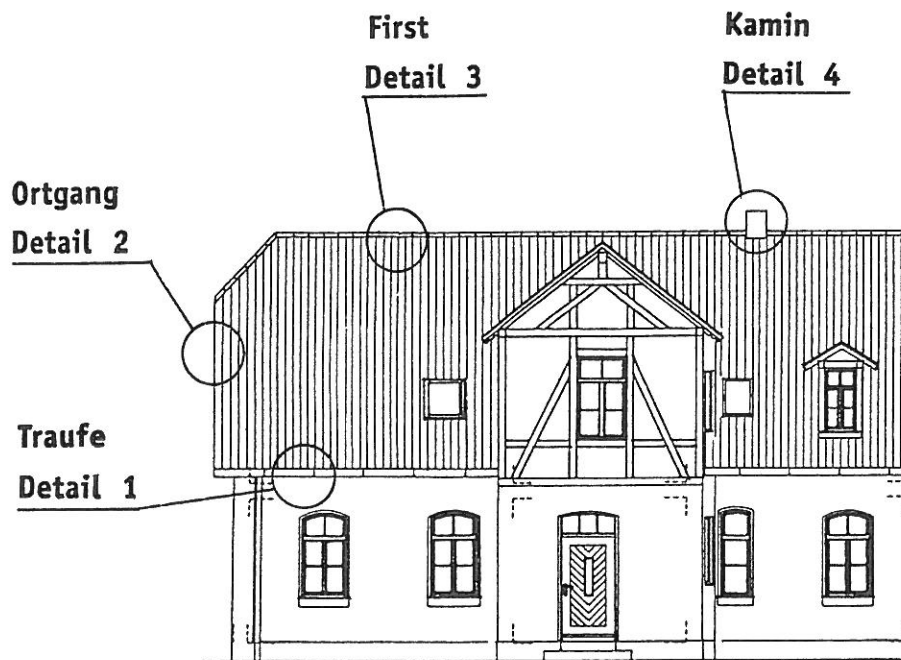 First
Detail 3
Kamin
Detail 4
Ortgang
Detail 2
Traufe
Detail 1